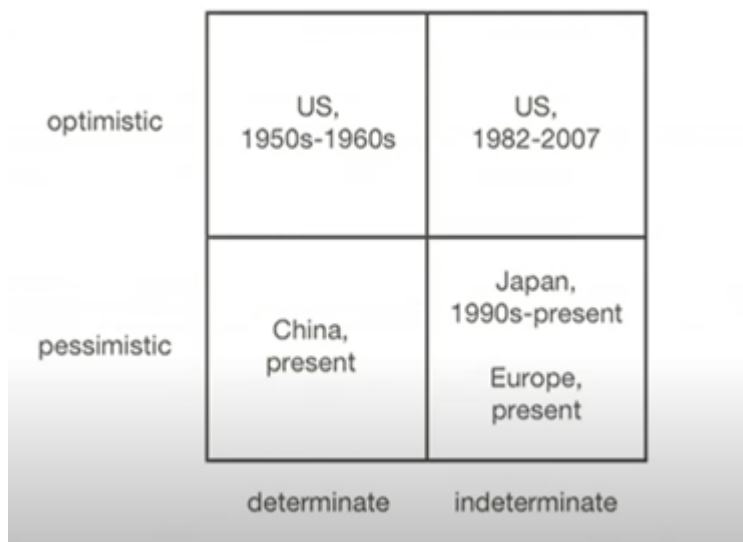 optimistic
US,
1950s-1960s
US,
1982-2007
pessimistic
China,
present
Japan,
1990s-present
Europe,
present
determinate
indeterminate